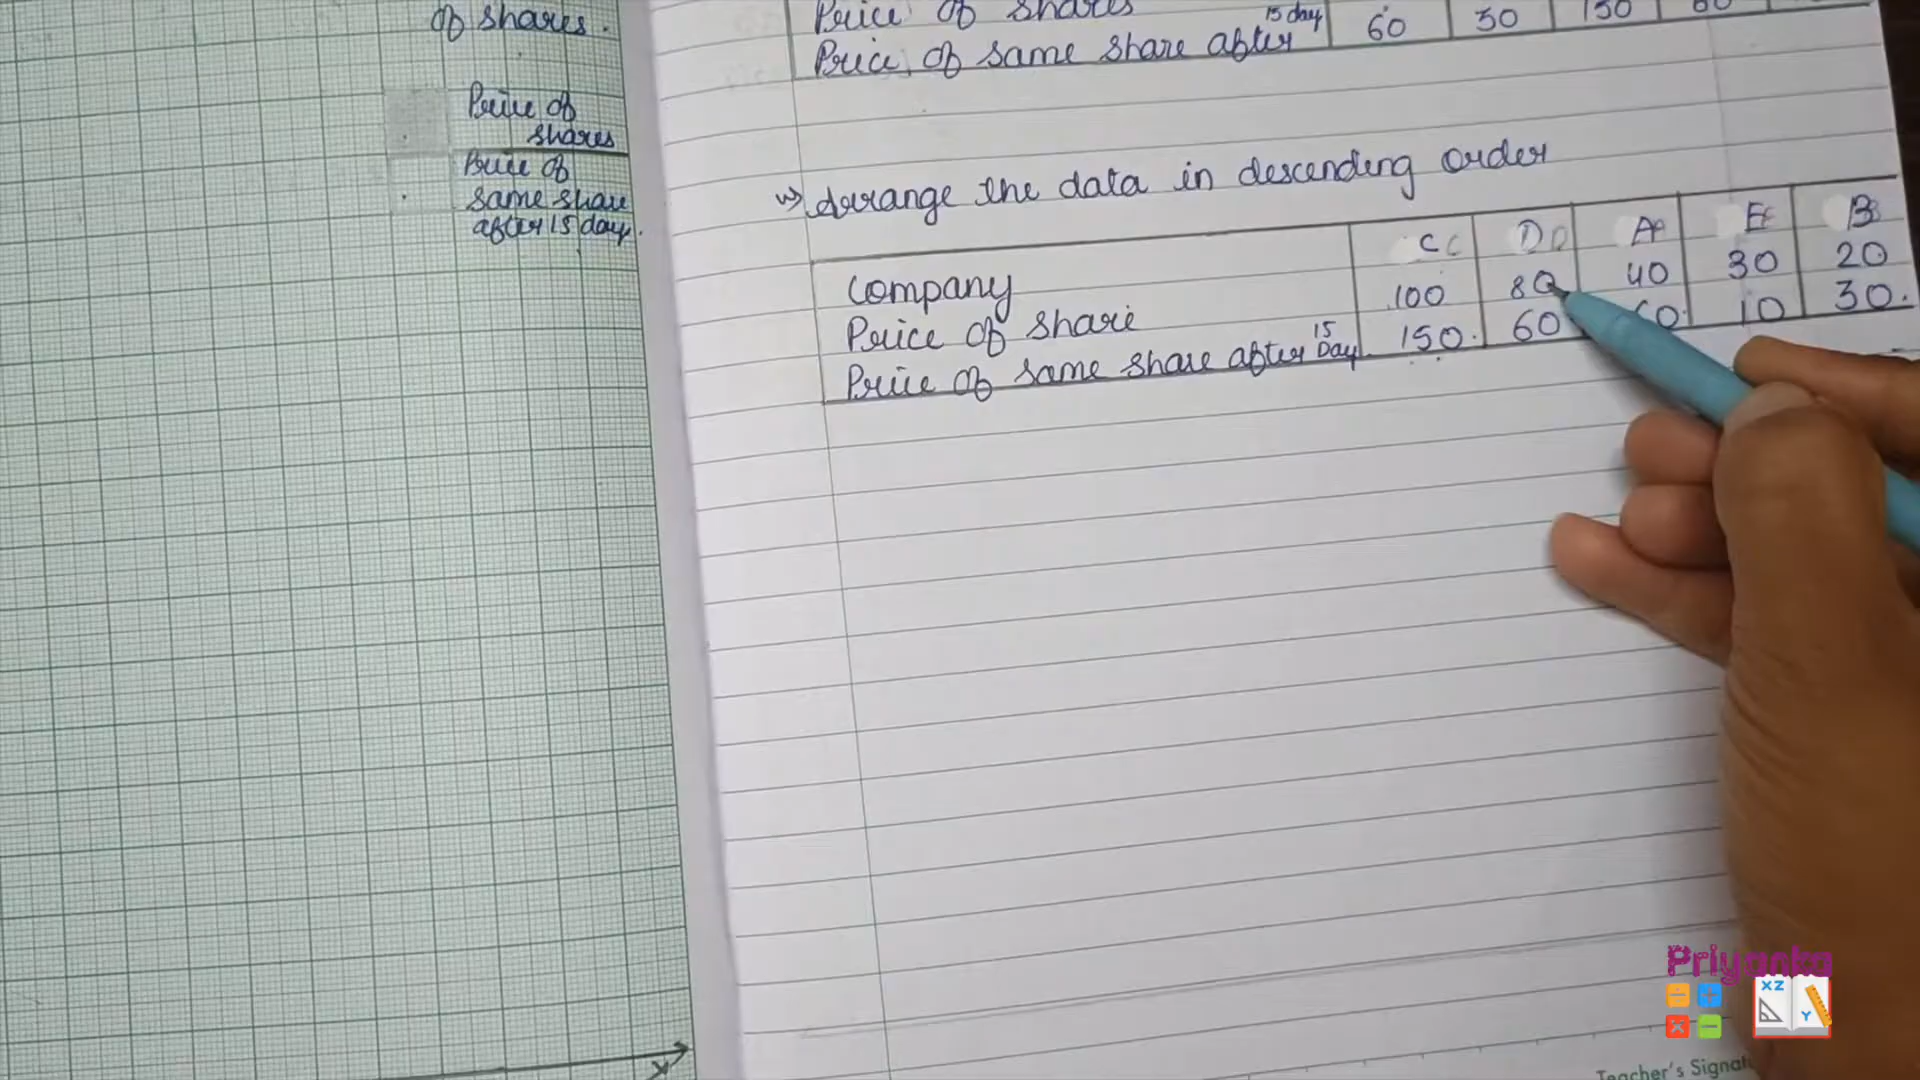 of shares.
Price of
shares
Price of
same share
after 15 day.
Price of shares
Price of same share after 15 day 60 30 150
Arrange the data in descending order
Company C D A E B
Price of share 100 80 40 30 20
Price of same share after 15 Day 150. 60 60. 10 30.
X
Priyanka
XZ
Y
Teacher's